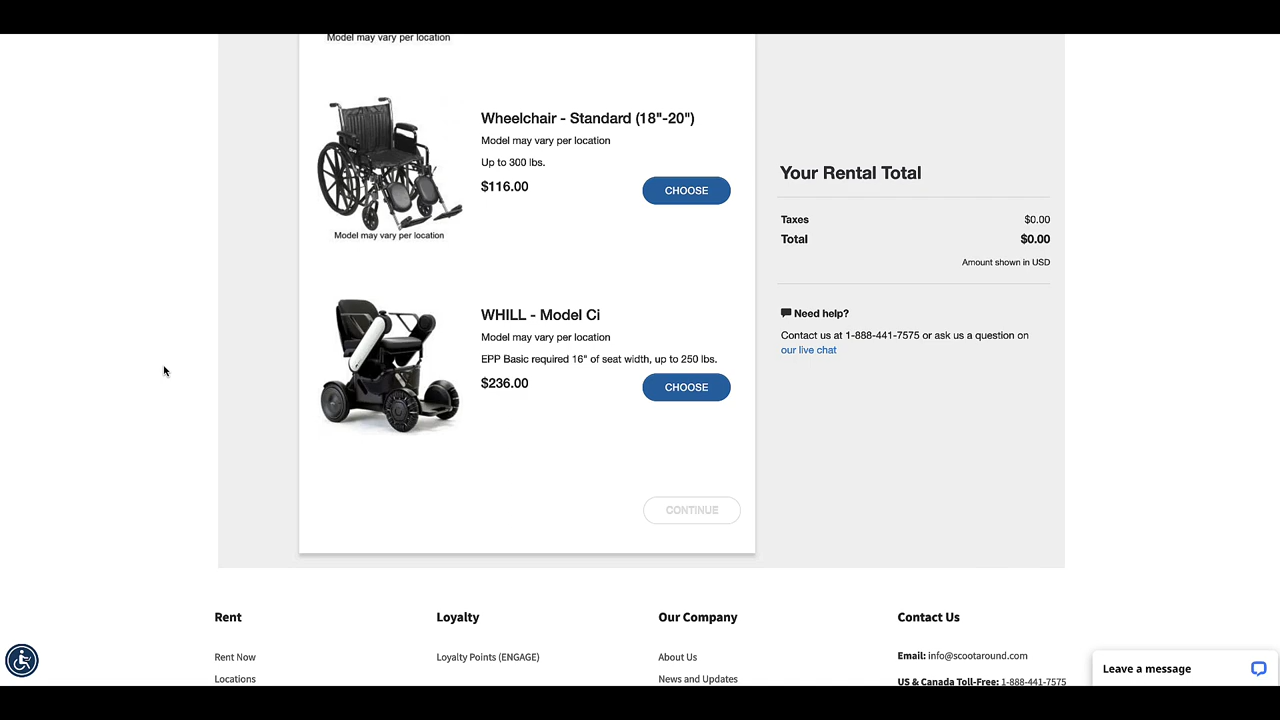 Model may vary per location
Wheelchair - Standard (18"-20")
Model may vary per location
Up to 300 lbs.
$116.00
CHOOSE
Model may vary per location
WHILL - Model Ci
Model may vary per location
EPP Basic required 16" of seat width, up to 250 lbs.
$236.00
CHOOSE
CONTINUE
Your Rental Total
Taxes $0.00
Total $0.00
Amount shown in USD
Need help?
Contact us at 1-888-441-7575 or ask us a question on
our live chat
Rent
Rent Now
Locations
Loyalty
Loyalty Points (ENGAGE)
Our Company
About Us
News and Updates
Contact Us
Email: info@scootaround.com
US & Canada Toll-Free: 1-888-441-7575
Leave a message